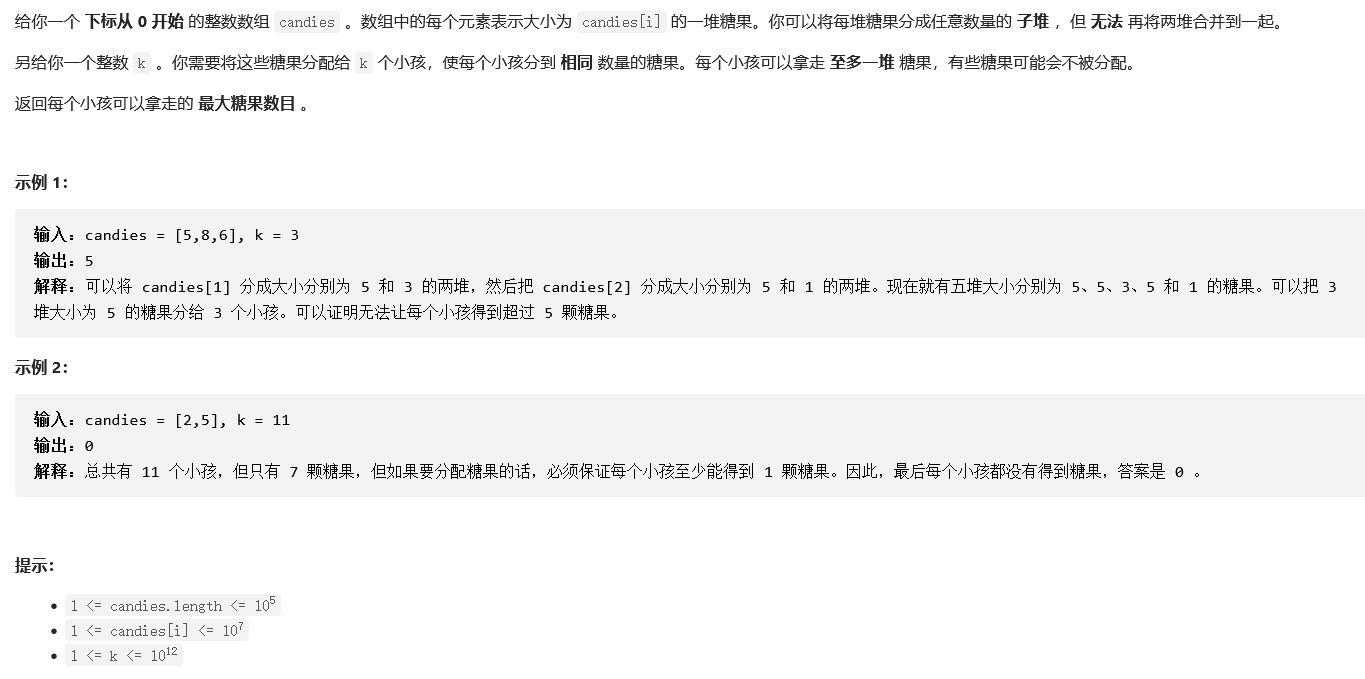 给你一个 下标从 0 开始 的整数数组 candies 。数组中的每个元素表示大小为 candies[i] 的一堆糖果。你可以将每堆糖果分成任意数量的 子堆 ，但 无法 再将两堆合并到一起。
另给你一个整数 k 。你需要将这些糖果分配给 k 个小孩，使每个小孩分到 相同 数量的糖果。每个小孩可以拿走 至多一堆 糖果，有些糖果可能会不被分配。
返回每个小孩可以拿走的 最大糖果数目 。
示例 1：
输入：candies = [5,8,6], k = 3
输出：5
解释：可以将 candies[1] 分成大小分别为 5 和 3 的两堆，然后把 candies[2] 分成大小分别为 5 和 1 的两堆。现在就有五堆大小分别为 5、5、3、5 和 1 的糖果。可以把 3
堆大小为 5 的糖果分给 3 个小孩。可以证明无法让每个小孩得到超过 5 颗糖果。
示例 2：
输入：candies = [2,5], k = 11
输出：0
解释：总共有 11 个小孩，但只有 7 颗糖果，但如果要分配糖果的话，必须保证每个小孩至少能得到 1 颗糖果。因此，最后每个小孩都没有得到糖果，答案是 0 。
提示：
• 1 <= candies.length <= 10⁵
• 1 <= candies[i] <= 10⁷
• 1 <= k <= 10¹²